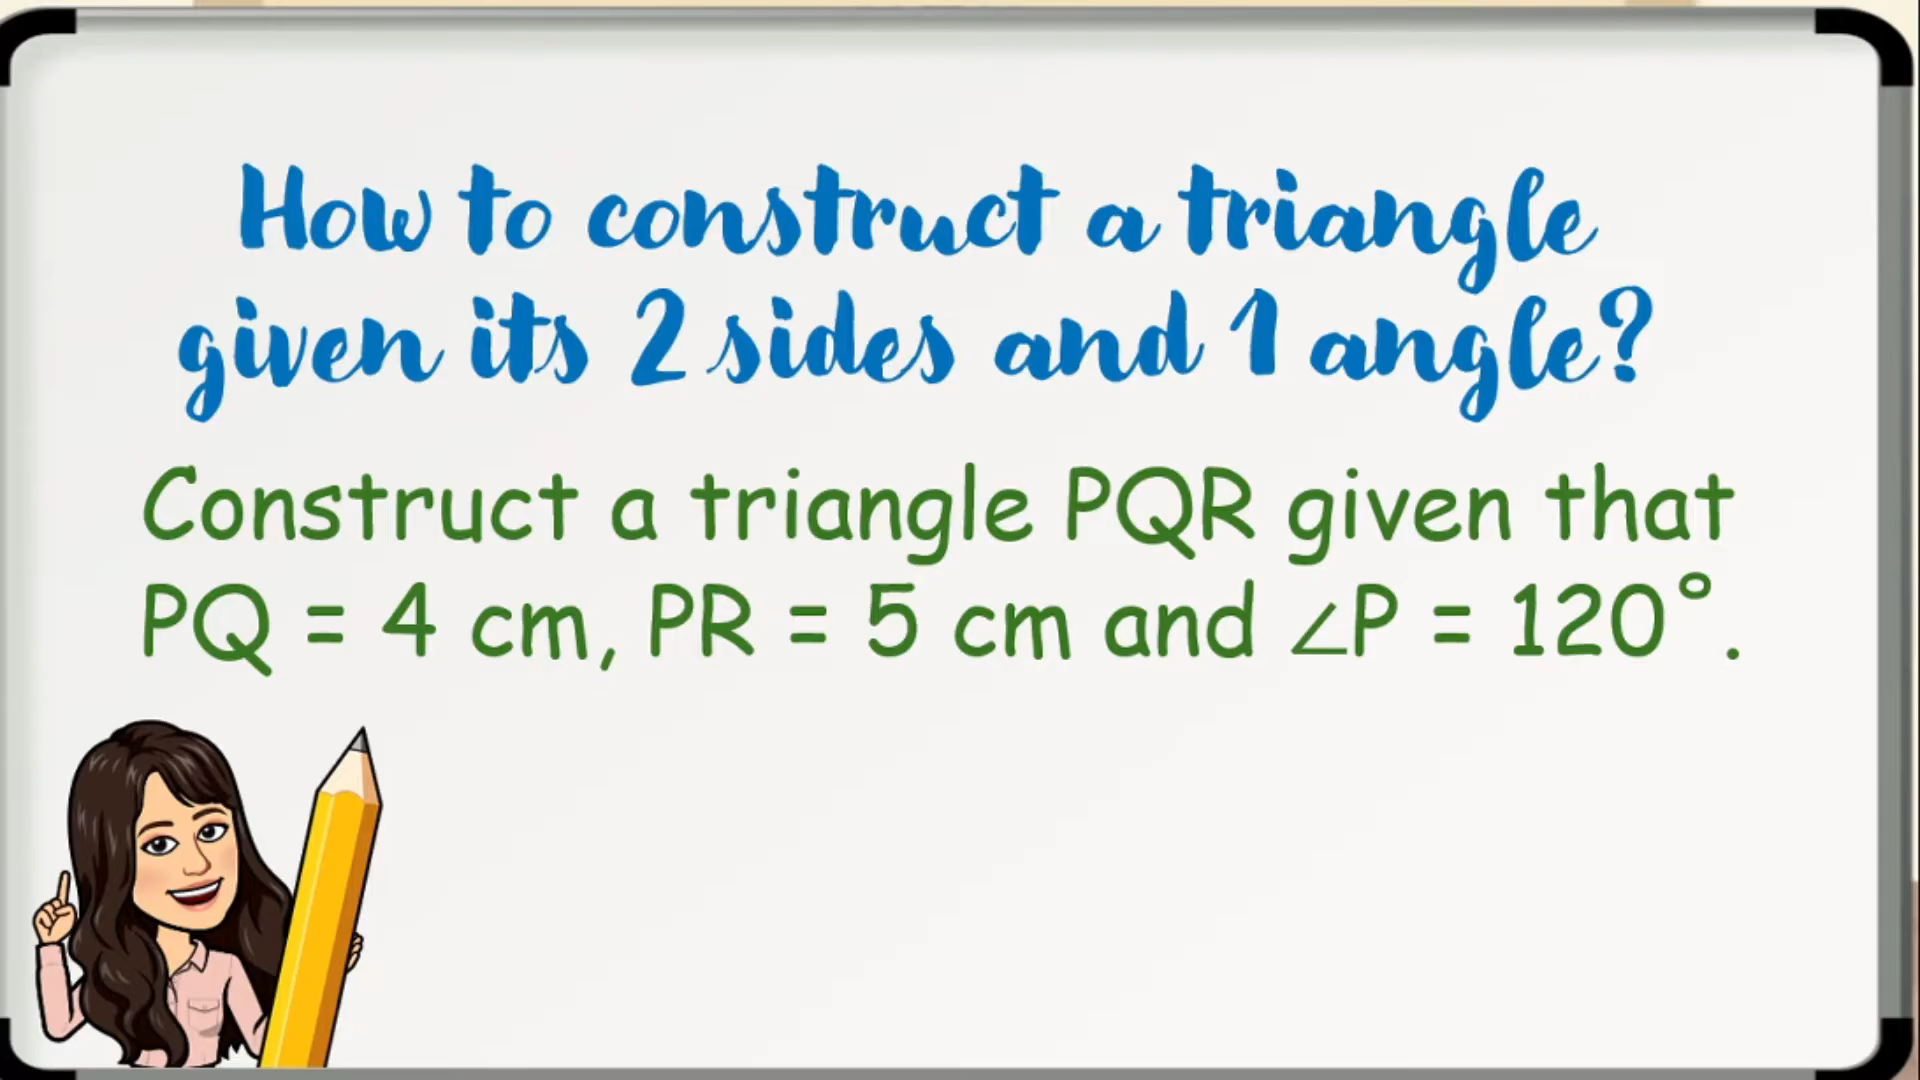 How to construct a triangle
given its 2 sides and 1 angle?
Construct a triangle PQR given that
PQ = 4 cm, PR = 5 cm and ∠P = 120°.